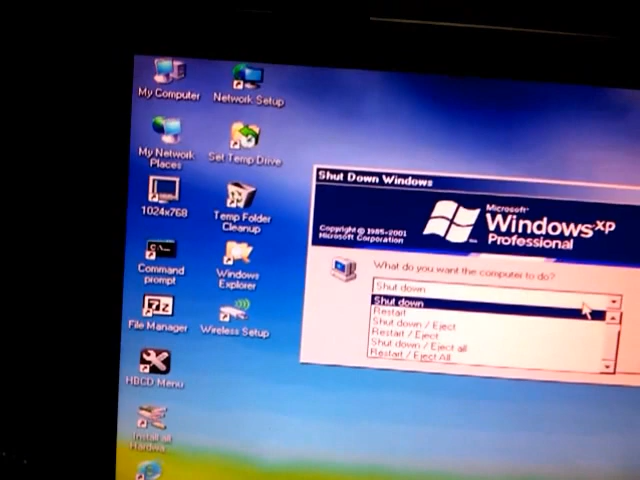 My Computer
Network Setup
My Network
Places
Set Temp Drive
1024x768
Temp Folder
Cleanup
Command
prompt
Windows
Explorer
File Manager
Wireless Setup
HBCD Menu
Install all
Hardwa...
Shut Down Windows
Copyright © 1985-2001
Microsoft Corporation
Microsoft
Windows xp
Professional
What do you want the computer to do?
Shut down
Shut down
Restart
Shut down / Eject
Restart / Eject
Shut down / Eject all
Restart / Eject All